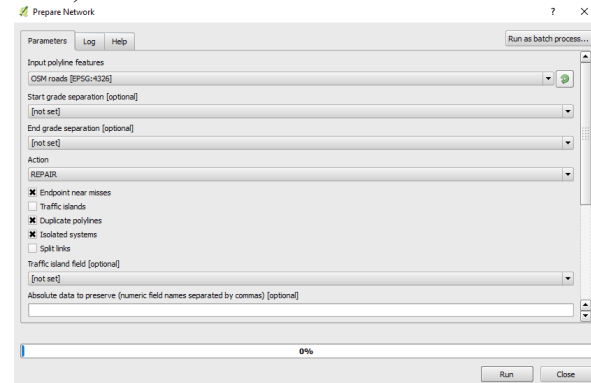 Prepare Network
?
Parameters Log Help Run as batch process...
Input polyline features
OSM roads [EPSG:4326]
Start grade separation [optional]
[not set]
End grade separation [optional]
[not set]
Action
REPAIR
Endpoint near misses
Traffic islands
Duplicate polylines
Isolated systems
Split links
Traffic island field [optional]
[not set]
Absolute data to preserve (numeric field names separated by commas) [optional]
0%
Run Close